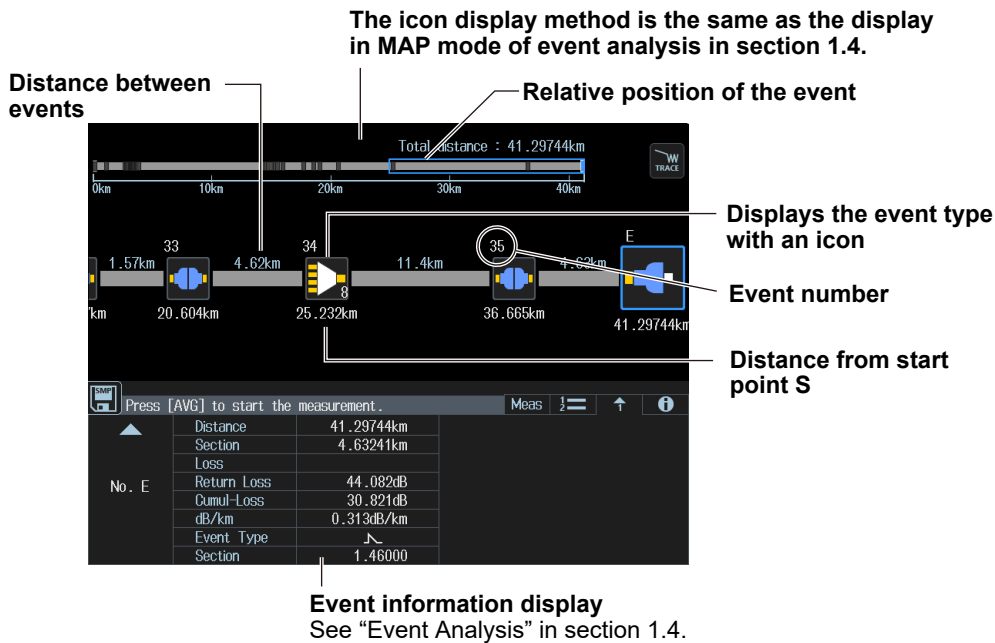 The icon display method is the same as the display
in MAP mode of event analysis in section 1.4.
Distance between
events
Relative position of the event
Total distance : 41.29744km
TRACE
0km 10km 20km 30km 40km
Displays the event type
with an icon
33 34 35 E
1.57km 4.62km 11.4km 4.63km
8
Event number
km 20.604km 25.232km 36.665km 41.29744km
Distance from start
point S
SMP
Press [AVG] to start the measurement.
Meas
No. E
Distance 41.29744km
Section 4.63241km
Loss
Return Loss 44.082dB
Cumul-Loss 30.821dB
dB/km 0.313dB/km
Event Type
Section 1.46000
Event information display
See “Event Analysis” in section 1.4.